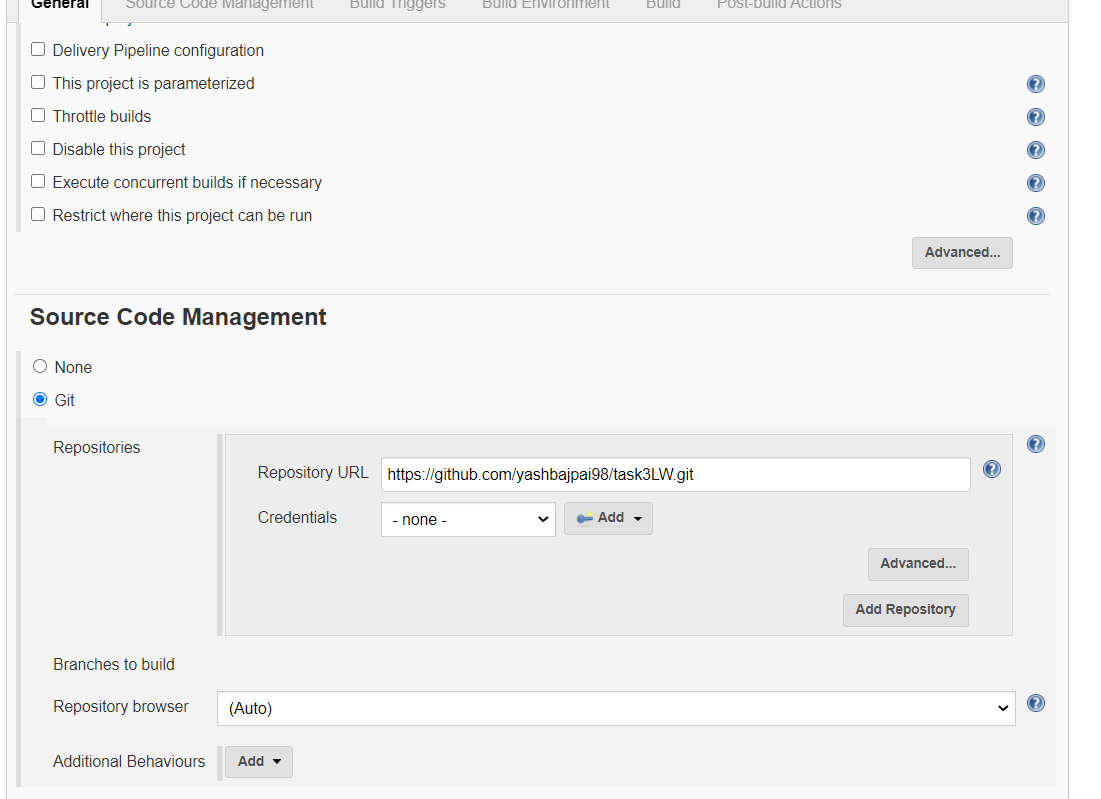 General Source Code Management Build Triggers Build Environment Build Post-build Actions
Delivery Pipeline configuration
This project is parameterized
Throttle builds
Disable this project
Execute concurrent builds if necessary
Restrict where this project can be run
Advanced...
Source Code Management
None
Git
Repositories
Repository URL https://github.com/yashbajpai98/task3LW.git
Credentials - none - Add
Advanced...
Add Repository
Branches to build
Repository browser (Auto)
Additional Behaviours Add